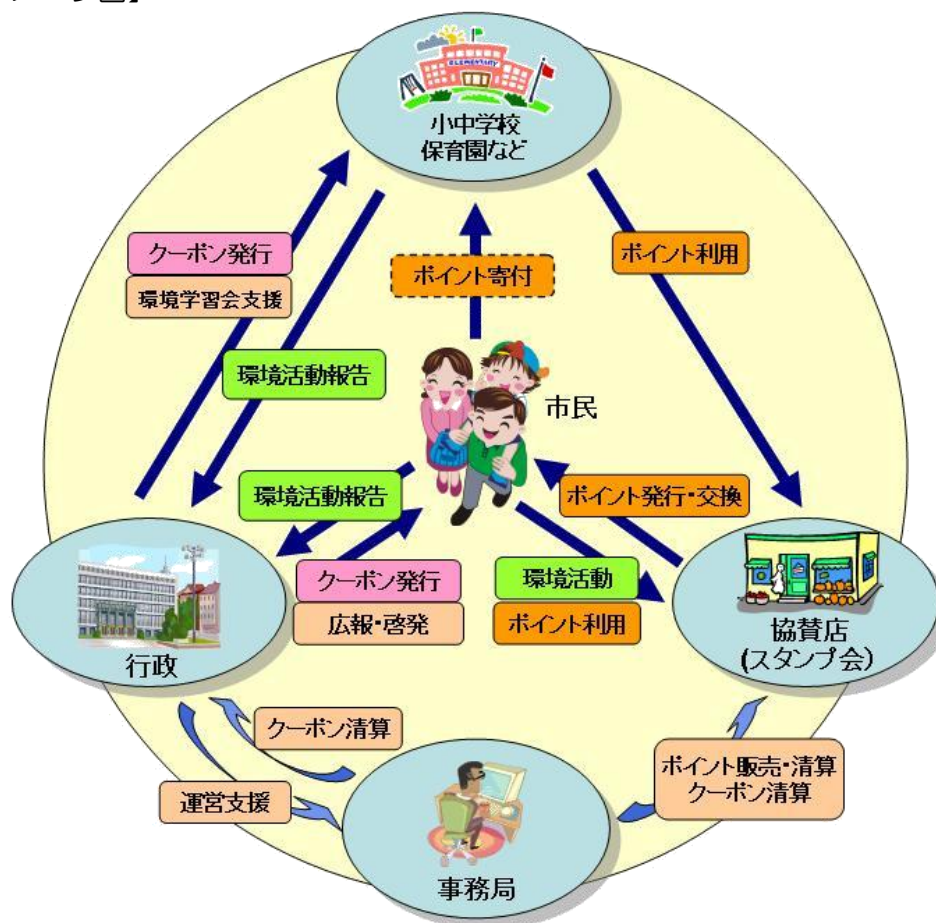 ELEMENTARY
小中学校
保育園など
クーポン発行
環境学習会支援
ポイント寄付
ポイント利用
環境活動報告
市民
環境活動報告
ポイント発行・交換
クーポン発行
広報・啓発
環境活動
ポイント利用
行政
協賛店
(スタンプ会)
クーポン清算
運営支援
ポイント販売・清算
クーポン清算
事務局